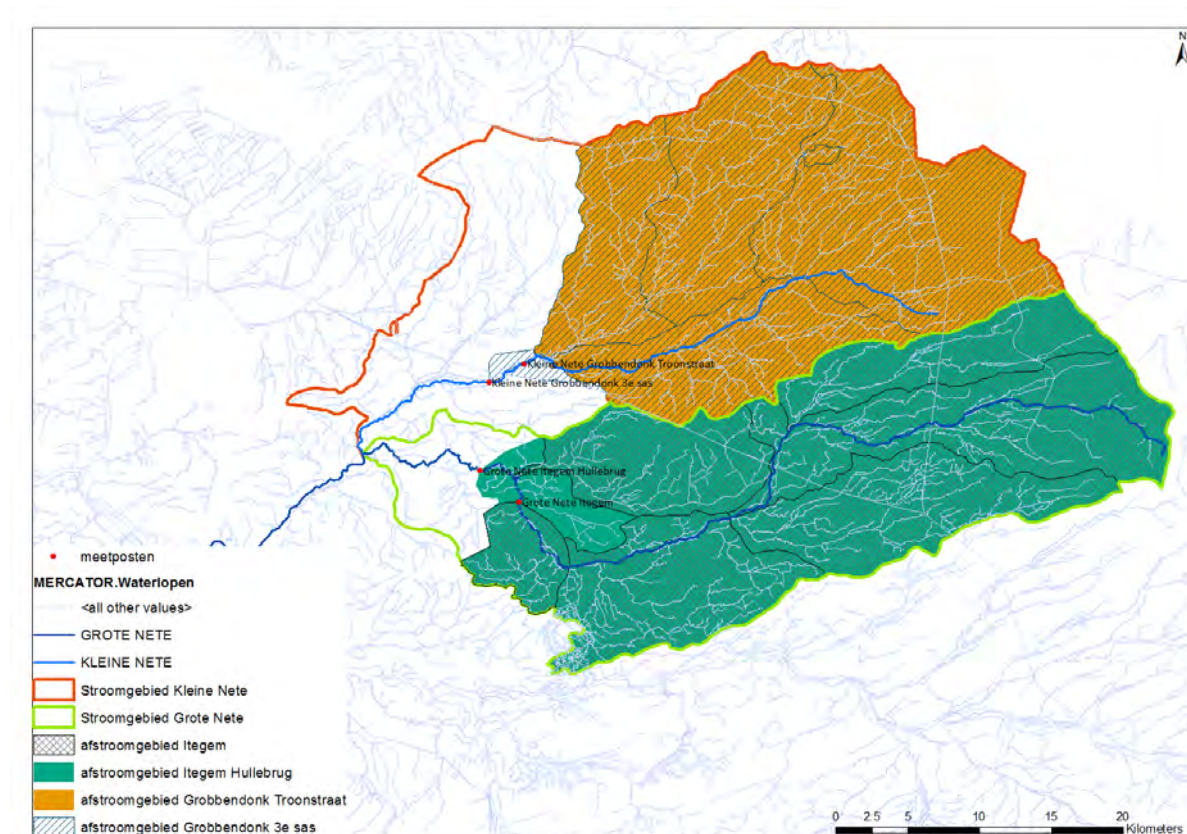 N
Kleine Nete Grobbendonk Troonstraat
Kleine Nete Grobbendonk 3e sas
Grote Nete Itegem Hullebrug
Grote Nete Itegem
meetposten
MERCATOR.Waterlopen
<all other values>
GROTE NETE
KLEINE NETE
Stroomgebied Kleine Nete
Stroomgebied Grote Nete
afstroomgebied Itegem
afstroomgebied Itegem Hullebrug
afstroomgebied Grobbendonk Troonstraat
afstroomgebied Grobbendonk 3e sas
0 2.5 5 10 15 20
Kilometers